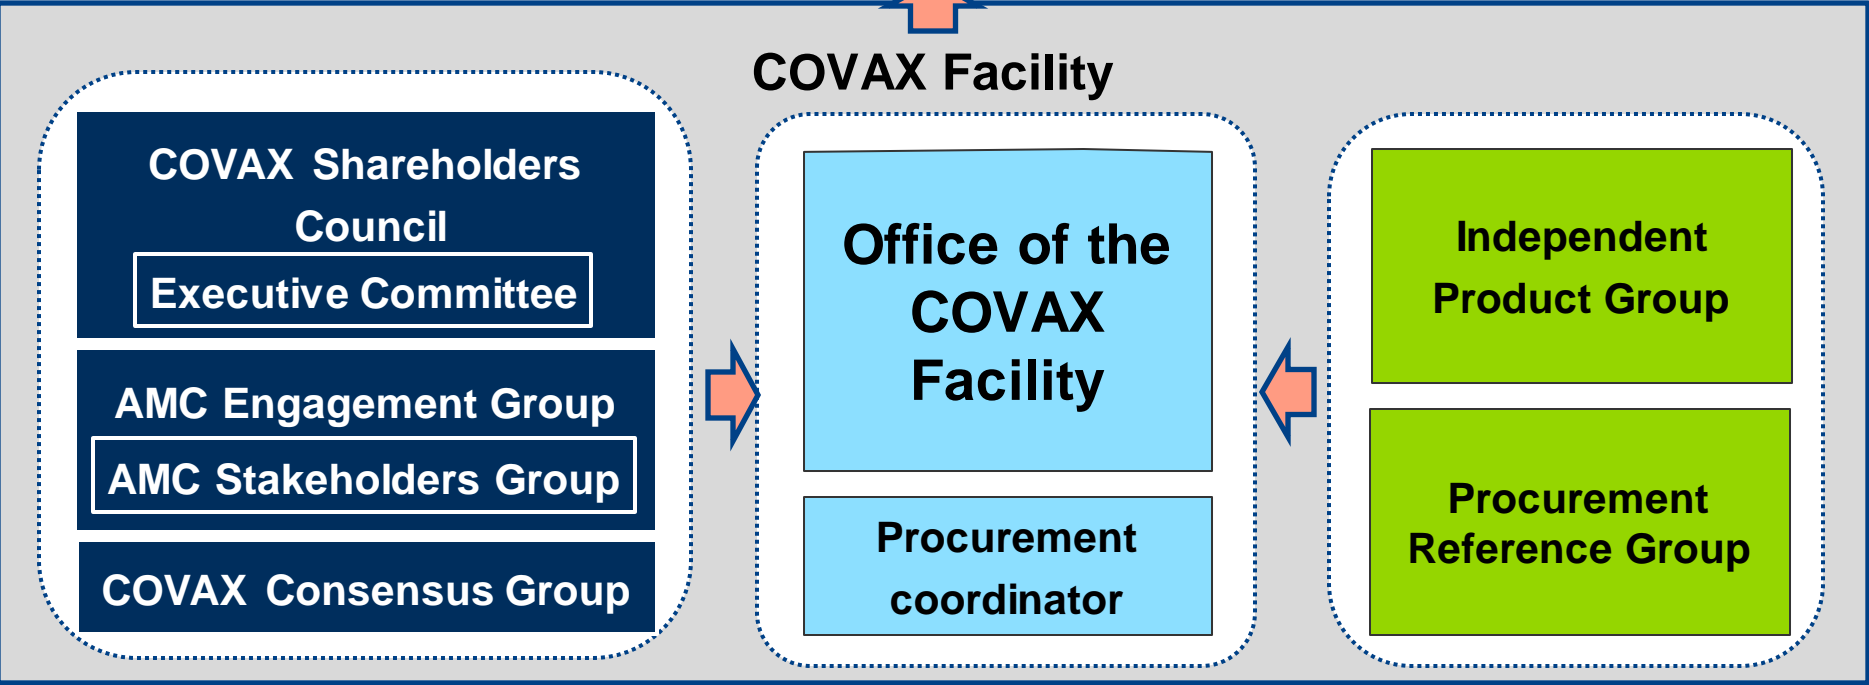 COVAX Facility
COVAX Shareholders
Council
Executive Committee
AMC Engagement Group
AMC Stakeholders Group
COVAX Consensus Group
Office of the
COVAX
Facility
Procurement
coordinator
Independent
Product Group
Procurement
Reference Group